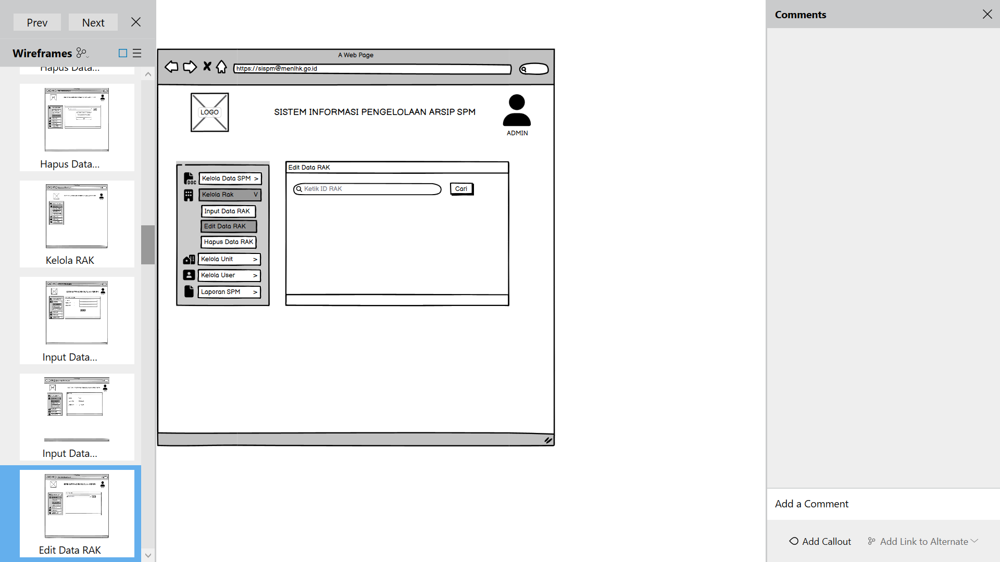 Prev
Next
Wireframes
Hapus Data...
Hapus Data...
Kelola RAK
Input Data...
Input Data...
Edit Data RAK
A Web Page
https://sispm@menlhk.go.id
LOGO
SISTEM INFORMASI PENGELOLAAN ARSIP SPM
ADMIN
DOC
Kelola Data SPM >
Kelola Rak V
Input Data RAK
Edit Data RAK
Hapus Data RAK
Kelola Unit >
Kelola User >
Laporan SPM >
Edit Data RAK
Ketik ID RAK
Cari
Comments
Add a Comment
Add Callout
Add Link to Alternate